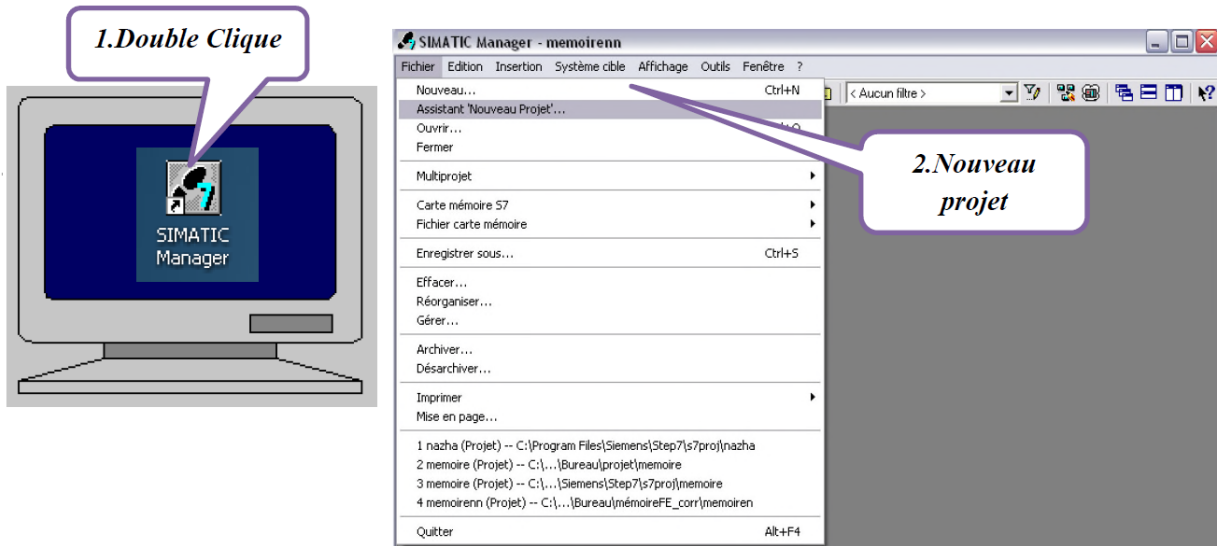 1.Double Clique
SIMATIC
Manager
SIMATIC Manager - memoirenn
Fichier Edition Insertion Système cible Affichage Outils Fenêtre ?
< Aucun filtre >
Nouveau... Ctrl+N
Assistant 'Nouveau Projet'...
Ouvrir...
Fermer
Multiprojet
Carte mémoire S7
Fichier carte mémoire
Enregistrer sous... Ctrl+S
Effacer...
Réorganiser...
Gérer...
Archiver...
Désarchiver...
Imprimer
Mise en page...
1 nazha (Projet) -- C:\Program Files\Siemens\Step7\s7proj\nazha
2 memoire (Projet) -- C:\...\Bureau\projet\memoire
3 memoire (Projet) -- C:\...\Siemens\Step7\s7proj\memoire
4 memoirenn (Projet) -- C:\...\Bureau\mémoireFE_corr\memoiren
Quitter Alt+F4
2.Nouveau
projet